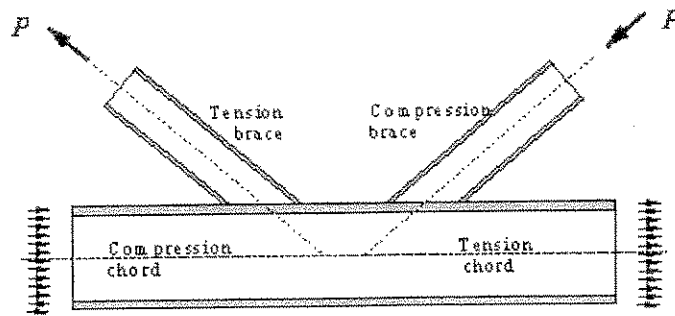 P
P
Tension
brace
Compression
brace
Compression
chord
Tension
chord